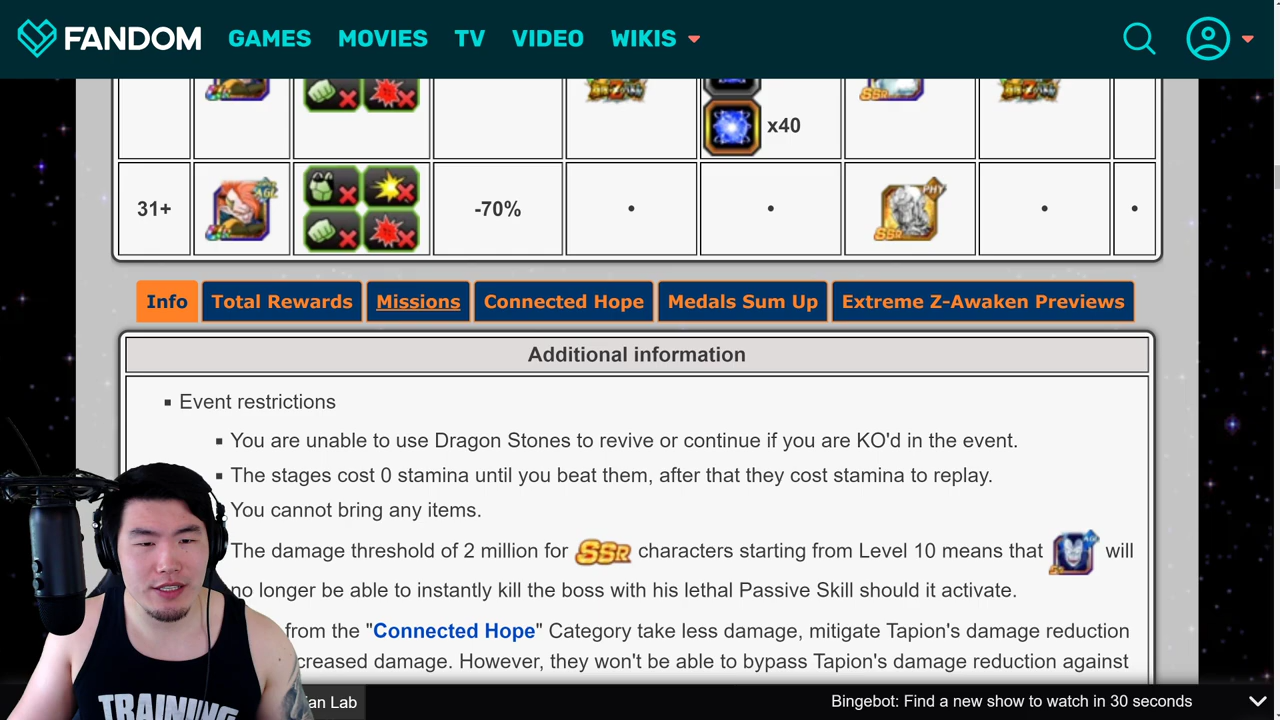 FANDOM GAMES MOVIES TV VIDEO WIKIS
SSR SSR
x40
31+ AGL -70% • • PHY SSR • •
Info Total Rewards Missions Connected Hope Medals Sum Up Extreme Z-Awaken Previews
Additional information
▪ Event restrictions
▪ You are unable to use Dragon Stones to revive or continue if you are KO'd in the event.
▪ The stages cost 0 stamina until you beat them, after that they cost stamina to replay.
You cannot bring any items.
The damage threshold of 2 million for SSR characters starting from Level 10 means that AGL will
no longer be able to instantly kill the boss with his lethal Passive Skill should it activate.
from the "Connected Hope" Category take less damage, mitigate Tapion's damage reduction
creased damage. However, they won't be able to bypass Tapion's damage reduction against
an Lab Bingebot: Find a new show to watch in 30 seconds
TRAINING